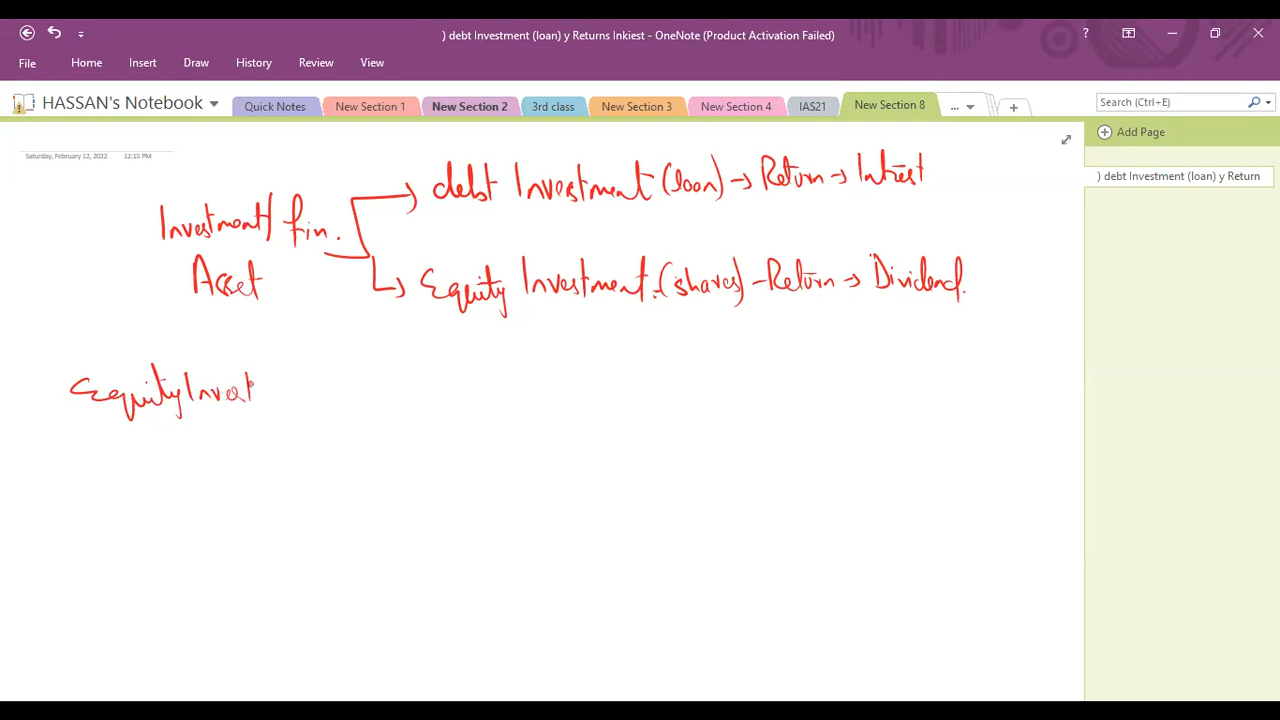 ) debt Investment (loan) y Returns Inkiest - OneNote (Product Activation Failed)
?
File Home Insert Draw History Review View
HASSAN's Notebook Quick Notes New Section 1 New Section 2 3rd class New Section 3 New Section 4 IAS21 New Section 8 ... + Search (Ctrl+E)
Add Page
) debt Investment (loan) y Return
Saturday, February 12, 2022 12:15 PM
debt Investment (loan) → Return → Intrest
Investment/ fin.
Asset
Equity Investment. (shares) - Return → Dividend.
Equity Invest